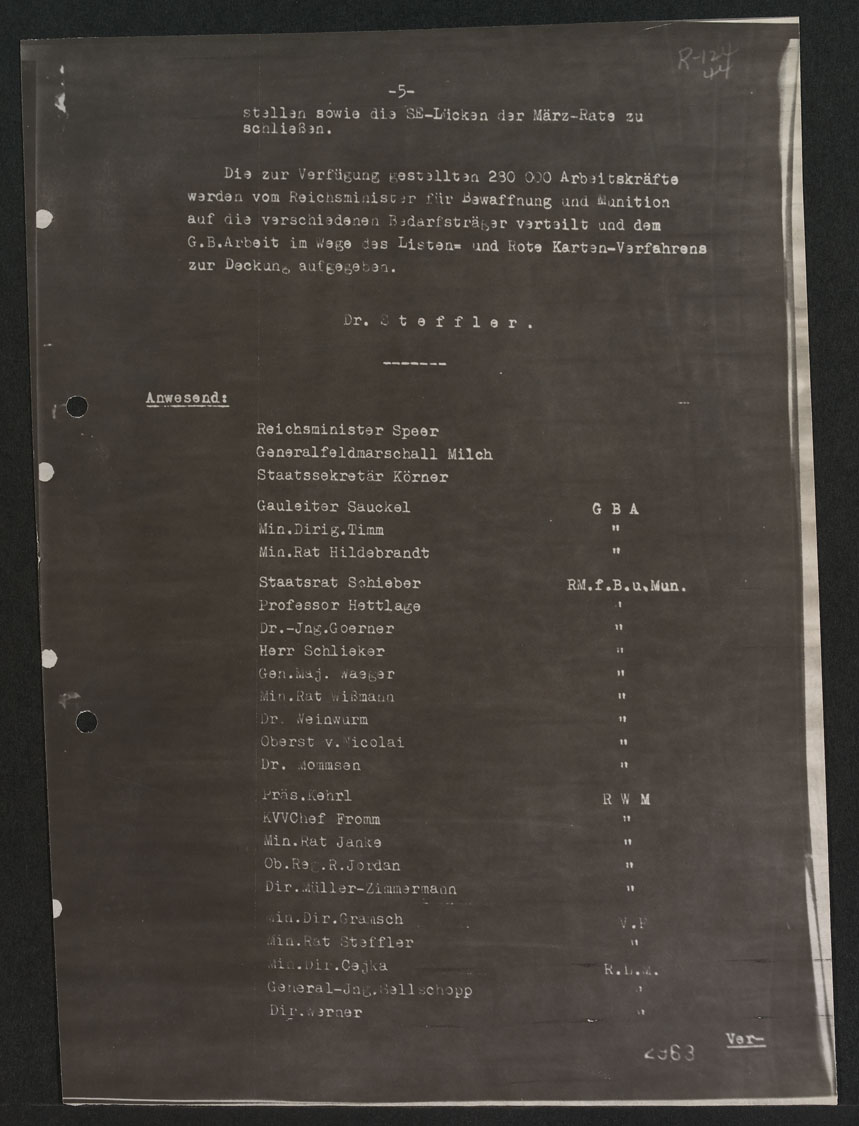 R-124
44
-5-
stellen sowie die SE-Lücken der März-Rate zu
schließen.
Die zur Verfügung gestellten 280 000 Arbeitskräfte
werden vom Reichsminister für Bewaffnung und Munition
auf die verschiedenen Bedarfsträger verteilt und dem
G.B.Arbeit im Wege des Listen= und Rote Karten-Verfahrens
zur Deckung aufgegeben.
Dr. S t e f f l e r .
-------
Anwesend:
Reichsminister Speer
Generalfeldmarschall Milch
Staatssekretär Körner
Gauleiter Sauckel G B A
Min.Dirig.Timm "
Min.Rat Hildebrandt "
Staatsrat Schieber RM.f.B.u.Mun.
Professor Hettlage "
Dr.-Jng.Goerner "
Herr Schlieker "
Gen.Maj. Waeger "
Min.Rat Wißmann "
Dr. Weinwurm "
Oberst v.Nicolai "
Dr. Mommsen "
Präs.Kehrl R W M
KVVChef Fromm "
Min.Rat Janke "
Ob.Reg.R.Jordan "
Dir.Müller-Zimmermann "
Min.Dir.Gramsch V.P
Min.Rat Steffler "
Min.Dir.Cejka R.L.M.
General-Jng.Sellschopp "
Dir.Werner "
Ver-
2963